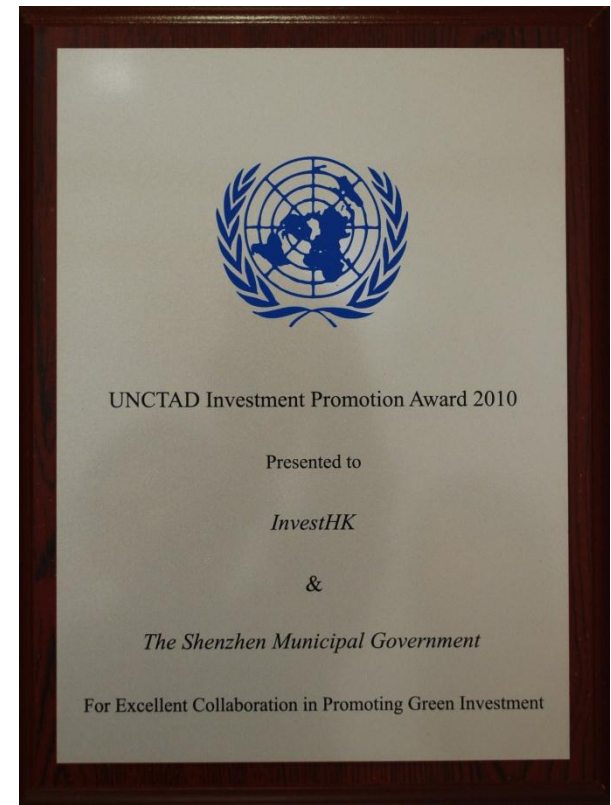 UNCTAD Investment Promotion Award 2010
Presented to
InvestHK
&
The Shenzhen Municipal Government
For Excellent Collaboration in Promoting Green Investment